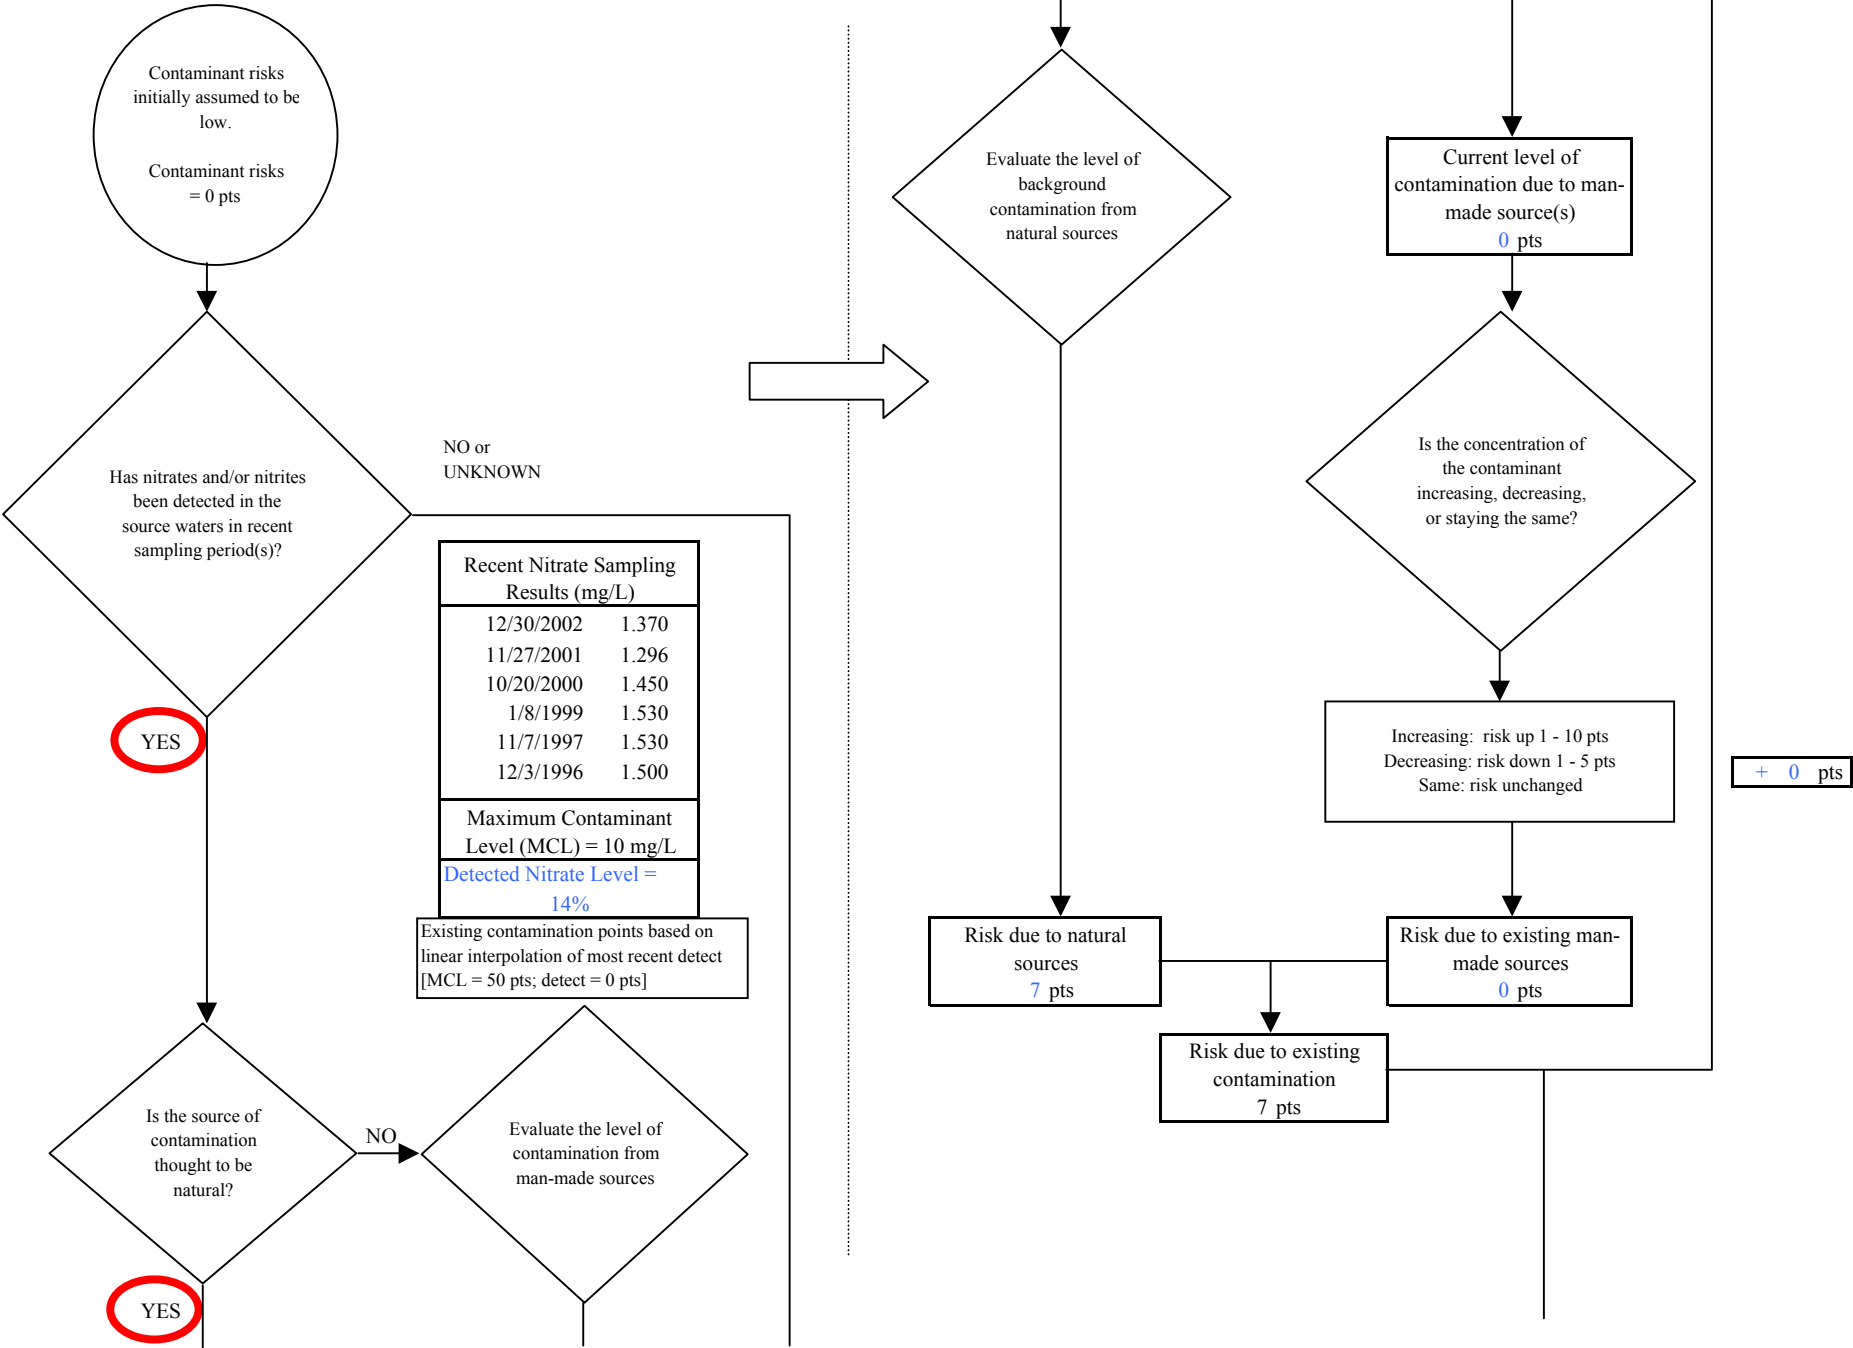 Contaminant risks
initially assumed to be
low.
Contaminant risks
= 0 pts
Has nitrates and/or nitrites
been detected in the
source waters in recent
sampling period(s)?
NO or
UNKNOWN
YES
Recent Nitrate Sampling
Results (mg/L)
12/30/2002 1.370
11/27/2001 1.296
10/20/2000 1.450
1/8/1999 1.530
11/7/1997 1.530
12/3/1996 1.500
Maximum Contaminant
Level (MCL) = 10 mg/L
Detected Nitrate Level =
14%
Existing contamination points based on
linear interpolation of most recent detect
[MCL = 50 pts; detect = 0 pts]
Is the source of
contamination
thought to be
natural?
NO
Evaluate the level of
contamination from
man-made sources
YES
Evaluate the level of
background
contamination from
natural sources
Current level of
contamination due to man-
made source(s)
0 pts
Is the concentration of
the contaminant
increasing, decreasing,
or staying the same?
Increasing: risk up 1 - 10 pts
Decreasing: risk down 1 - 5 pts
Same: risk unchanged
+ 0 pts
Risk due to natural
sources
7 pts
Risk due to existing man-
made sources
0 pts
Risk due to existing
contamination
7 pts